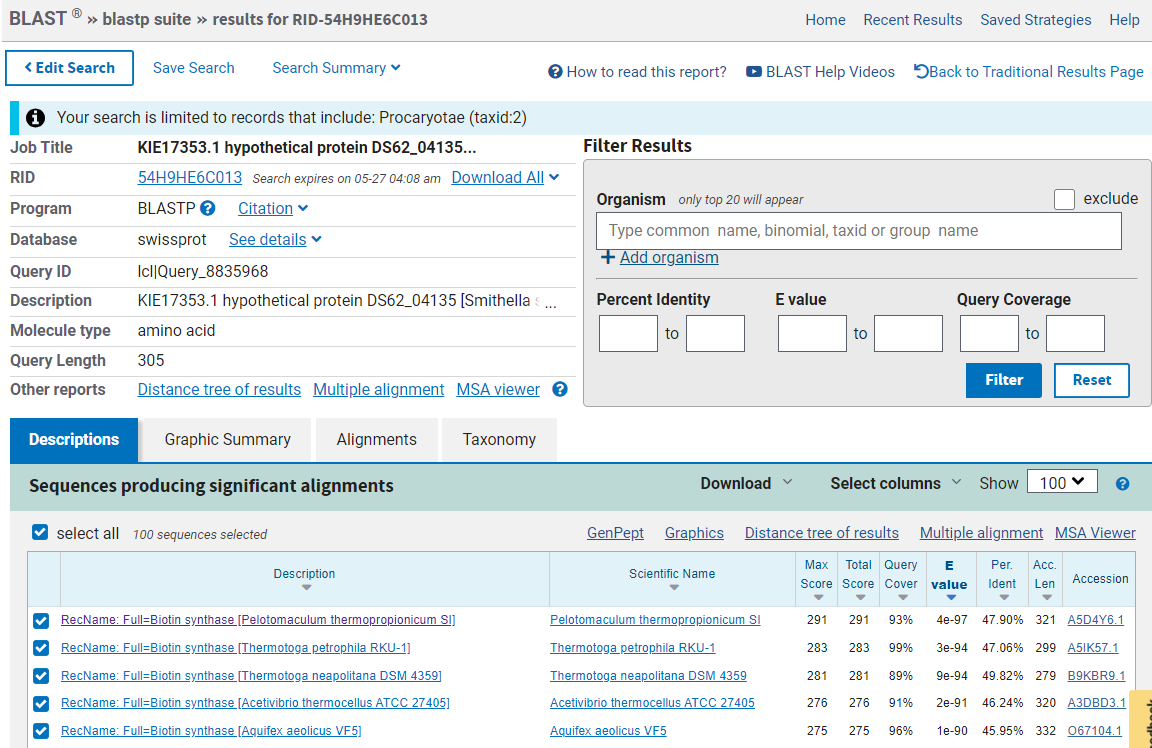 BLAST ® » blastp suite » results for RID-54H9HE6C013
Home Recent Results Saved Strategies Help
Edit Search Save Search Search Summary
How to read this report? BLAST Help Videos Back to Traditional Results Page
Your search is limited to records that include: Procaryotae (taxid:2)
Job Title KIE17353.1 hypothetical protein DS62_04135...
RID 54H9HE6C013 Search expires on 05-27 04:08 am Download All
Program BLASTP Citation
Database swissprot See details
Query ID lcl|Query_8835968
Description KIE17353.1 hypothetical protein DS62_04135 [Smithella s ...
Molecule type amino acid
Query Length 305
Other reports Distance tree of results Multiple alignment MSA viewer
Filter Results
Organism only top 20 will appear exclude
Type common name, binomial, taxid or group name
Add organism
Percent Identity E value Query Coverage
to to to
Filter Reset
Descriptions Graphic Summary Alignments Taxonomy
Sequences producing significant alignments Download Select columns Show 100
select all 100 sequences selected GenPept Graphics Distance tree of results Multiple alignment MSA Viewer
Description Scientific Name Max Score Total Score Query Cover E value Per. Ident Acc. Len Accession
RecName: Full=Biotin synthase [Pelotomaculum thermopropionicum SI] Pelotomaculum thermopropionicum SI 291 291 93% 4e-97 47.90% 321 A5D4Y6.1
RecName: Full=Biotin synthase [Thermotoga petrophila RKU-1] Thermotoga petrophila RKU-1 283 283 99% 3e-94 47.06% 299 A5IK57.1
RecName: Full=Biotin synthase [Thermotoga neapolitana DSM 4359] Thermotoga neapolitana DSM 4359 281 281 89% 9e-94 49.82% 279 B9KBR9.1
RecName: Full=Biotin synthase [Acetivibrio thermocellus ATCC 27405] Acetivibrio thermocellus ATCC 27405 276 276 91% 2e-91 46.24% 320 A3DBD3.1
RecName: Full=Biotin synthase [Aquifex aeolicus VF5] Aquifex aeolicus VF5 275 275 96% 1e-90 45.95% 332 O67104.1